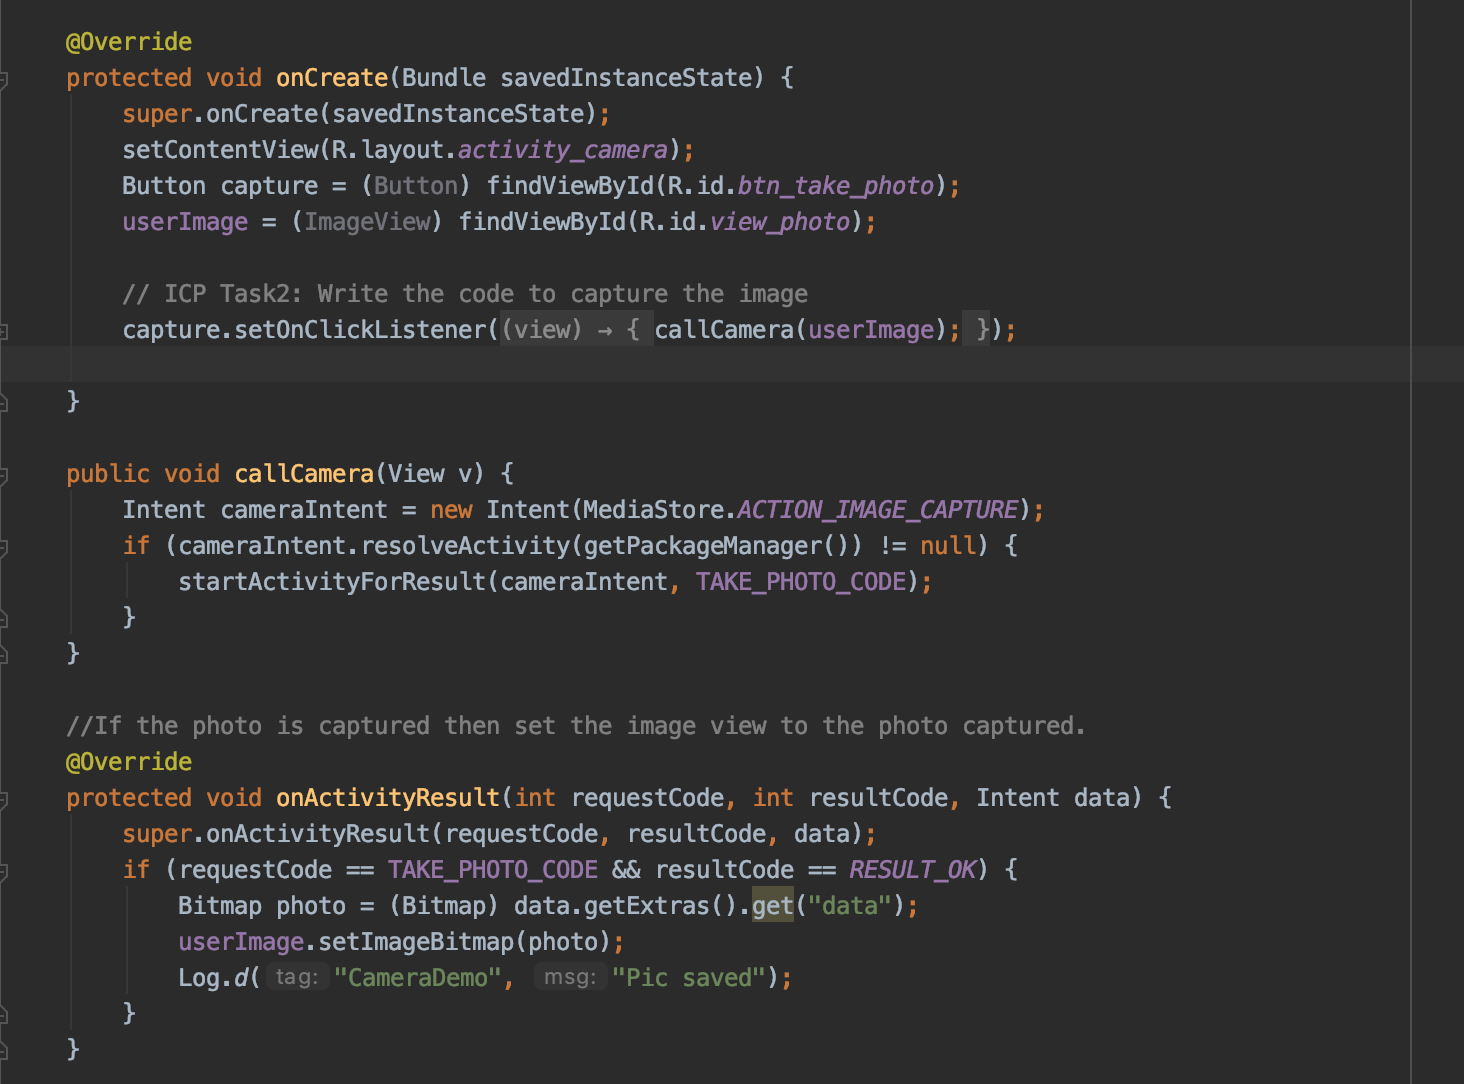 @Override
protected void onCreate(Bundle savedInstanceState) {
    super.onCreate(savedInstanceState);
    setContentView(R.layout.activity_camera);
    Button capture = (Button) findViewById(R.id.btn_take_photo);
    userImage = (ImageView) findViewById(R.id.view_photo);

    // ICP Task2: Write the code to capture the image
    capture.setOnClickListener((view) → { callCamera(userImage); });

}

public void callCamera(View v) {
    Intent cameraIntent = new Intent(MediaStore.ACTION_IMAGE_CAPTURE);
    if (cameraIntent.resolveActivity(getPackageManager()) != null) {
        startActivityForResult(cameraIntent, TAKE_PHOTO_CODE);
    }
}

//If the photo is captured then set the image view to the photo captured.
@Override
protected void onActivityResult(int requestCode, int resultCode, Intent data) {
    super.onActivityResult(requestCode, resultCode, data);
    if (requestCode == TAKE_PHOTO_CODE && resultCode == RESULT_OK) {
        Bitmap photo = (Bitmap) data.getExtras().get("data");
        userImage.setImageBitmap(photo);
        Log.d( tag: "CameraDemo", msg: "Pic saved");
    }
}